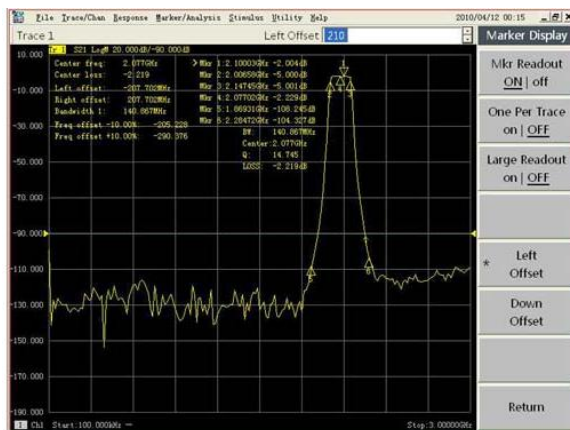 File Trace/Chan Response Marker/Analysis Stimulus Utility Help 2010/04/12 00:15
Trace 1 Left Offset 210
Marker Display
Tr 1 S21 LogM 20.000dB/-90.000dB
10.000
Center freq: 2.077GHz
Center loss: -2.219
Left offset: -207.702MHz
Right offset: 207.702MHz
Bandwidth 1: 140.867MHz
Freq offset -10.00%: -205.228
Freq offset +10.00%: -290.376
>Mkr 1:2.10003GHz -2.004dB
Mkr 2:2.00658GHz -5.000dB
Mkr 3:2.14745GHz -5.001dB
Mkr 4:2.07702GHz -2.229dB
Mkr 5:1.86931GHz -108.245dB
Mkr 6:2.28472GHz -104.327dB
BW: 140.867MHz
Center:2.077GHz
Q: 14.745
LOSS: -2.219dB
-10.000
-30.000
-50.000
-70.000
-90.000
-110.000
-130.000
-150.000
-170.000
-190.000
1 Ch1 Start:100.000kHz
Stop:3.00000GHz
Mkr Readout
ON | off
One Per Trace
on | OFF
Large Readout
on | OFF
* Left
Offset
Down
Offset
Return